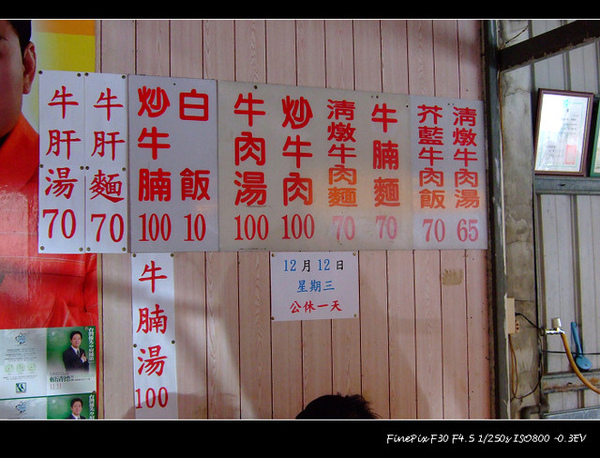 牛肝湯 70
牛肝麵 70
炒牛腩 100
白飯 10
牛肉湯 100
炒牛肉 100
清燉牛肉麵 70
牛腩麵 70
芥藍牛肉飯 70
清燉牛肉湯 65
牛腩湯 100
12月12日
星期三
公休一天
FinePix F30 F4.5 1/250s ISO800 -0.3EV